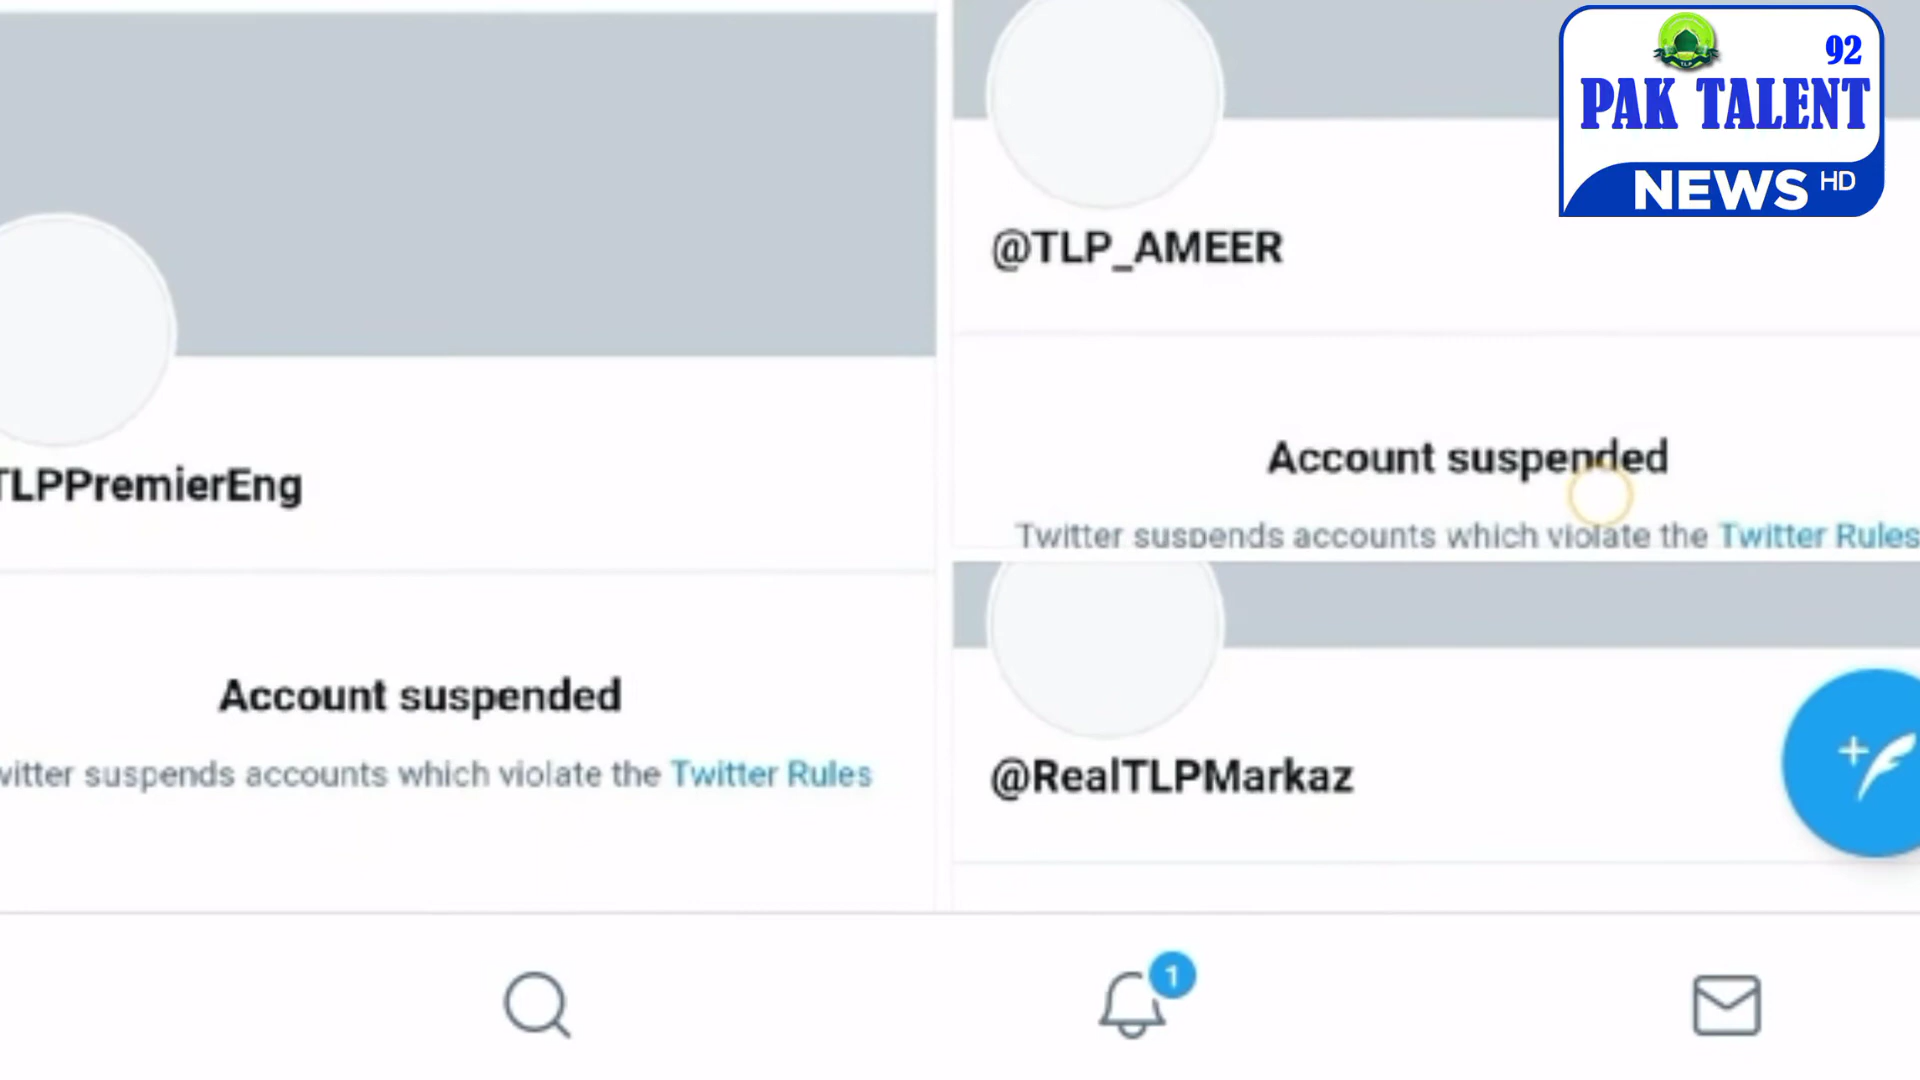 TLPPremierEng
Account suspended
witter suspends accounts which violate the Twitter Rules
@TLP_AMEER
Account suspended
Twitter suspends accounts which violate the Twitter Rules
@RealTLPMarkaz
1
92
PAK TALENT
NEWS HD